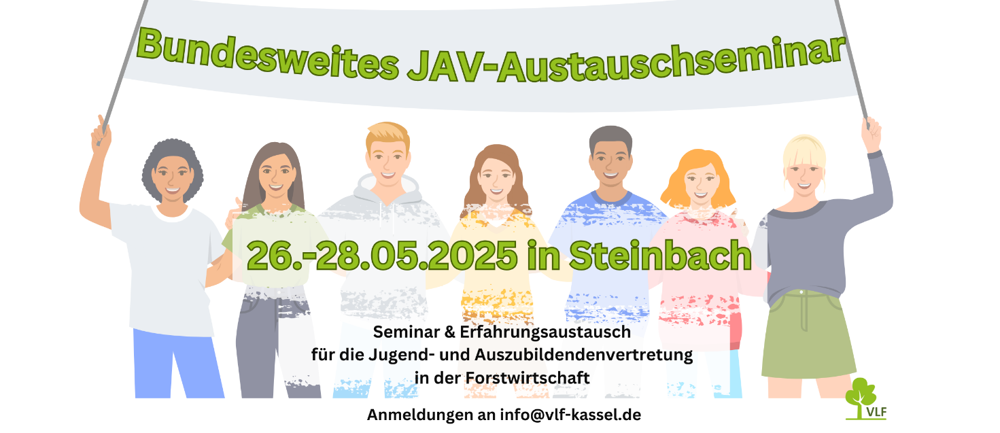 Bundesweites JAV-Austauschseminar
26.-28.05.2025 in Steinbach
Seminar & Erfahrungsaustausch
für die Jugend- und Auszubildendenvertretung
in der Forstwirtschaft
Anmeldungen an info@vlf-kassel.de
VLF